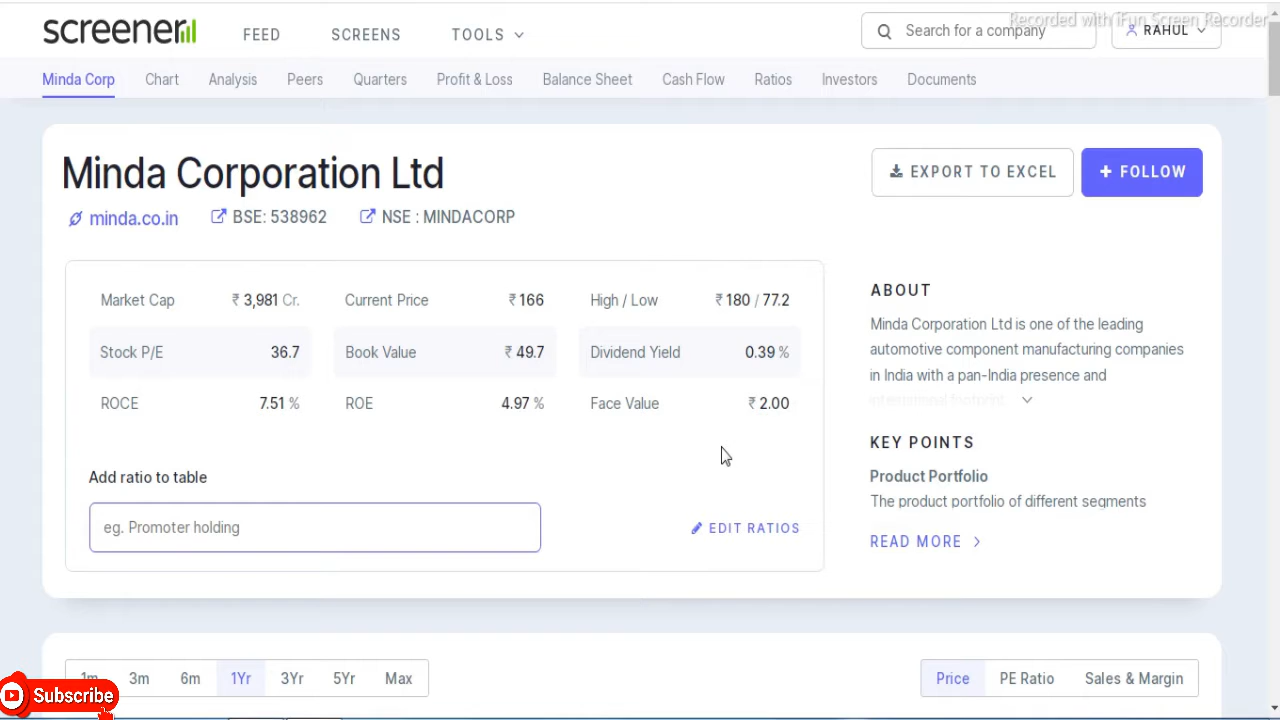 screener
FEED SCREENS TOOLS
Recorded with iFun Screen Recorder
Search for a company
RAHUL
Minda Corp Chart Analysis Peers Quarters Profit & Loss Balance Sheet Cash Flow Ratios Investors Documents
Minda Corporation Ltd
EXPORT TO EXCEL
+ FOLLOW
minda.co.in BSE: 538962 NSE : MINDACORP
Market Cap ₹ 3,981 Cr. Current Price ₹ 166 High / Low ₹ 180 / 77.2
Stock P/E 36.7 Book Value ₹ 49.7 Dividend Yield 0.39 %
ROCE 7.51 % ROE 4.97 % Face Value ₹ 2.00
Add ratio to table
eg. Promoter holding
EDIT RATIOS
ABOUT
Minda Corporation Ltd is one of the leading
automotive component manufacturing companies
in India with a pan-India presence and
international footprint.
KEY POINTS
Product Portfolio
The product portfolio of different segments
READ MORE
1m 3m 6m 1Yr 3Yr 5Yr Max
Price PE Ratio Sales & Margin
Subscribe